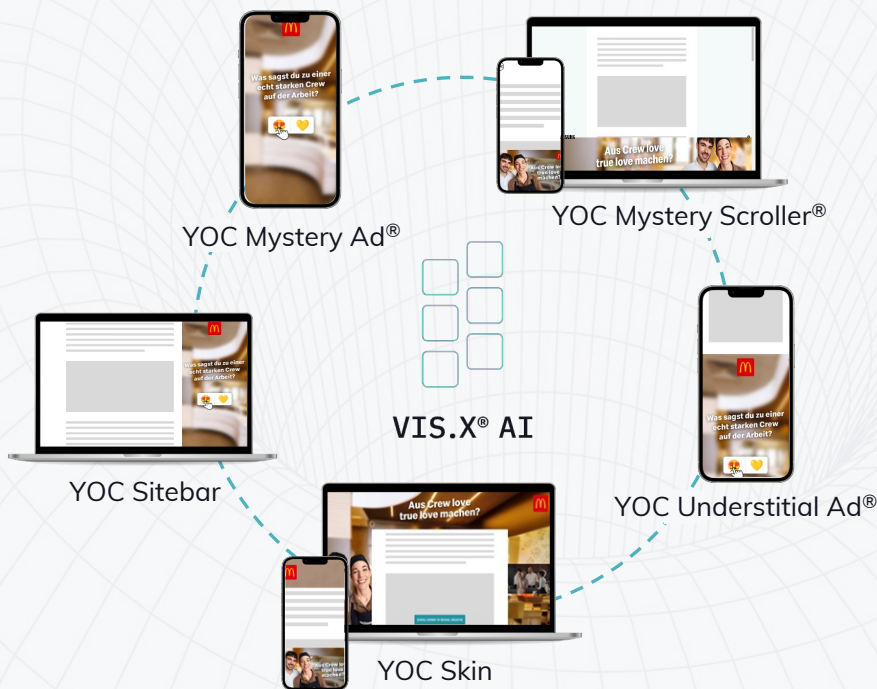 Was sagst du zu einer
echt starken Crew
auf der Arbeit?
YOC Mystery Ad®
Aus Crew love
true love machen?
YOC Mystery Scroller®
Was sagst du zu einer
echt starken Crew
auf der Arbeit?
YOC Sitebar
VIS.X® AI
Was sagst du zu einer
echt starken Crew
auf der Arbeit?
YOC Understitial Ad®
Aus Crew love
true love machen?
YOC Skin